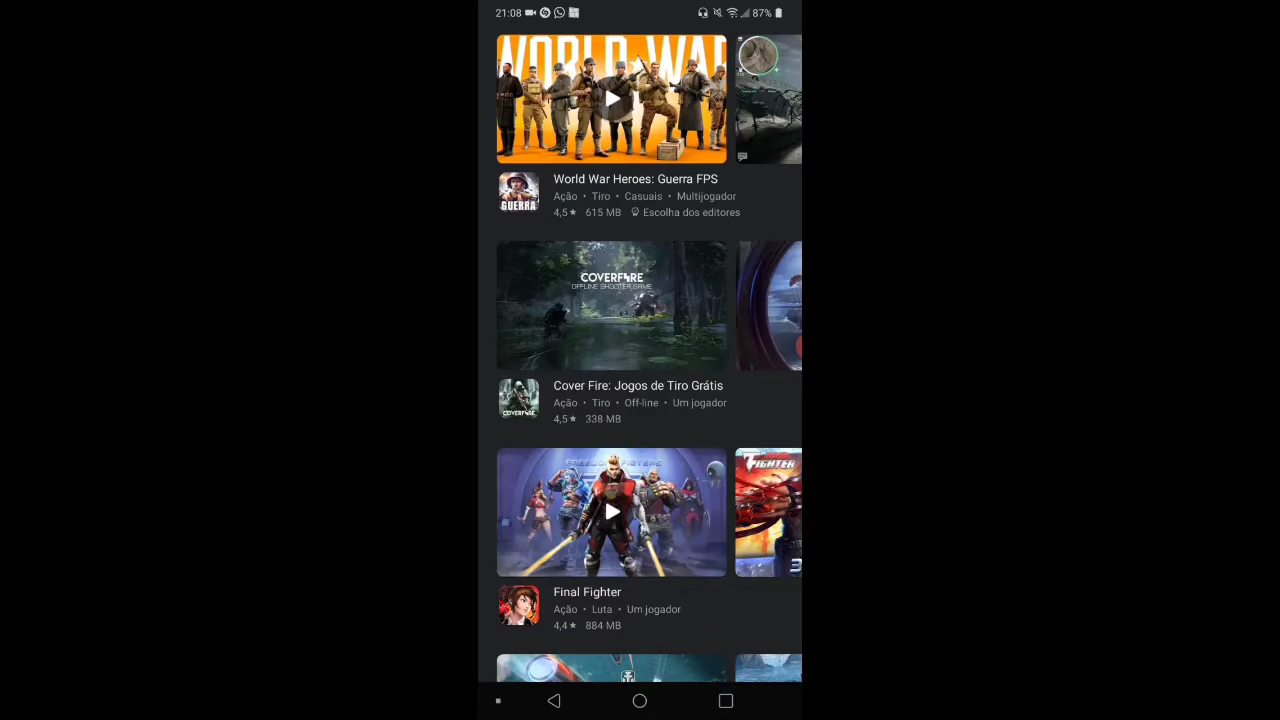 21:08 87%
WORLD WAR
World War Heroes: Guerra FPS
GUERRA
Ação • Tiro • Casuais • Multijogador
4,5★ 615 MB Escolha dos editores
COVERFIRE
OFFLINE SHOOTER GAME
Cover Fire: Jogos de Tiro Grátis
COVERFIRE
Ação • Tiro • Off-line • Um jogador
4,5★ 338 MB
FIGHTER
Final Fighter
Ação • Luta • Um jogador
4,4★ 884 MB